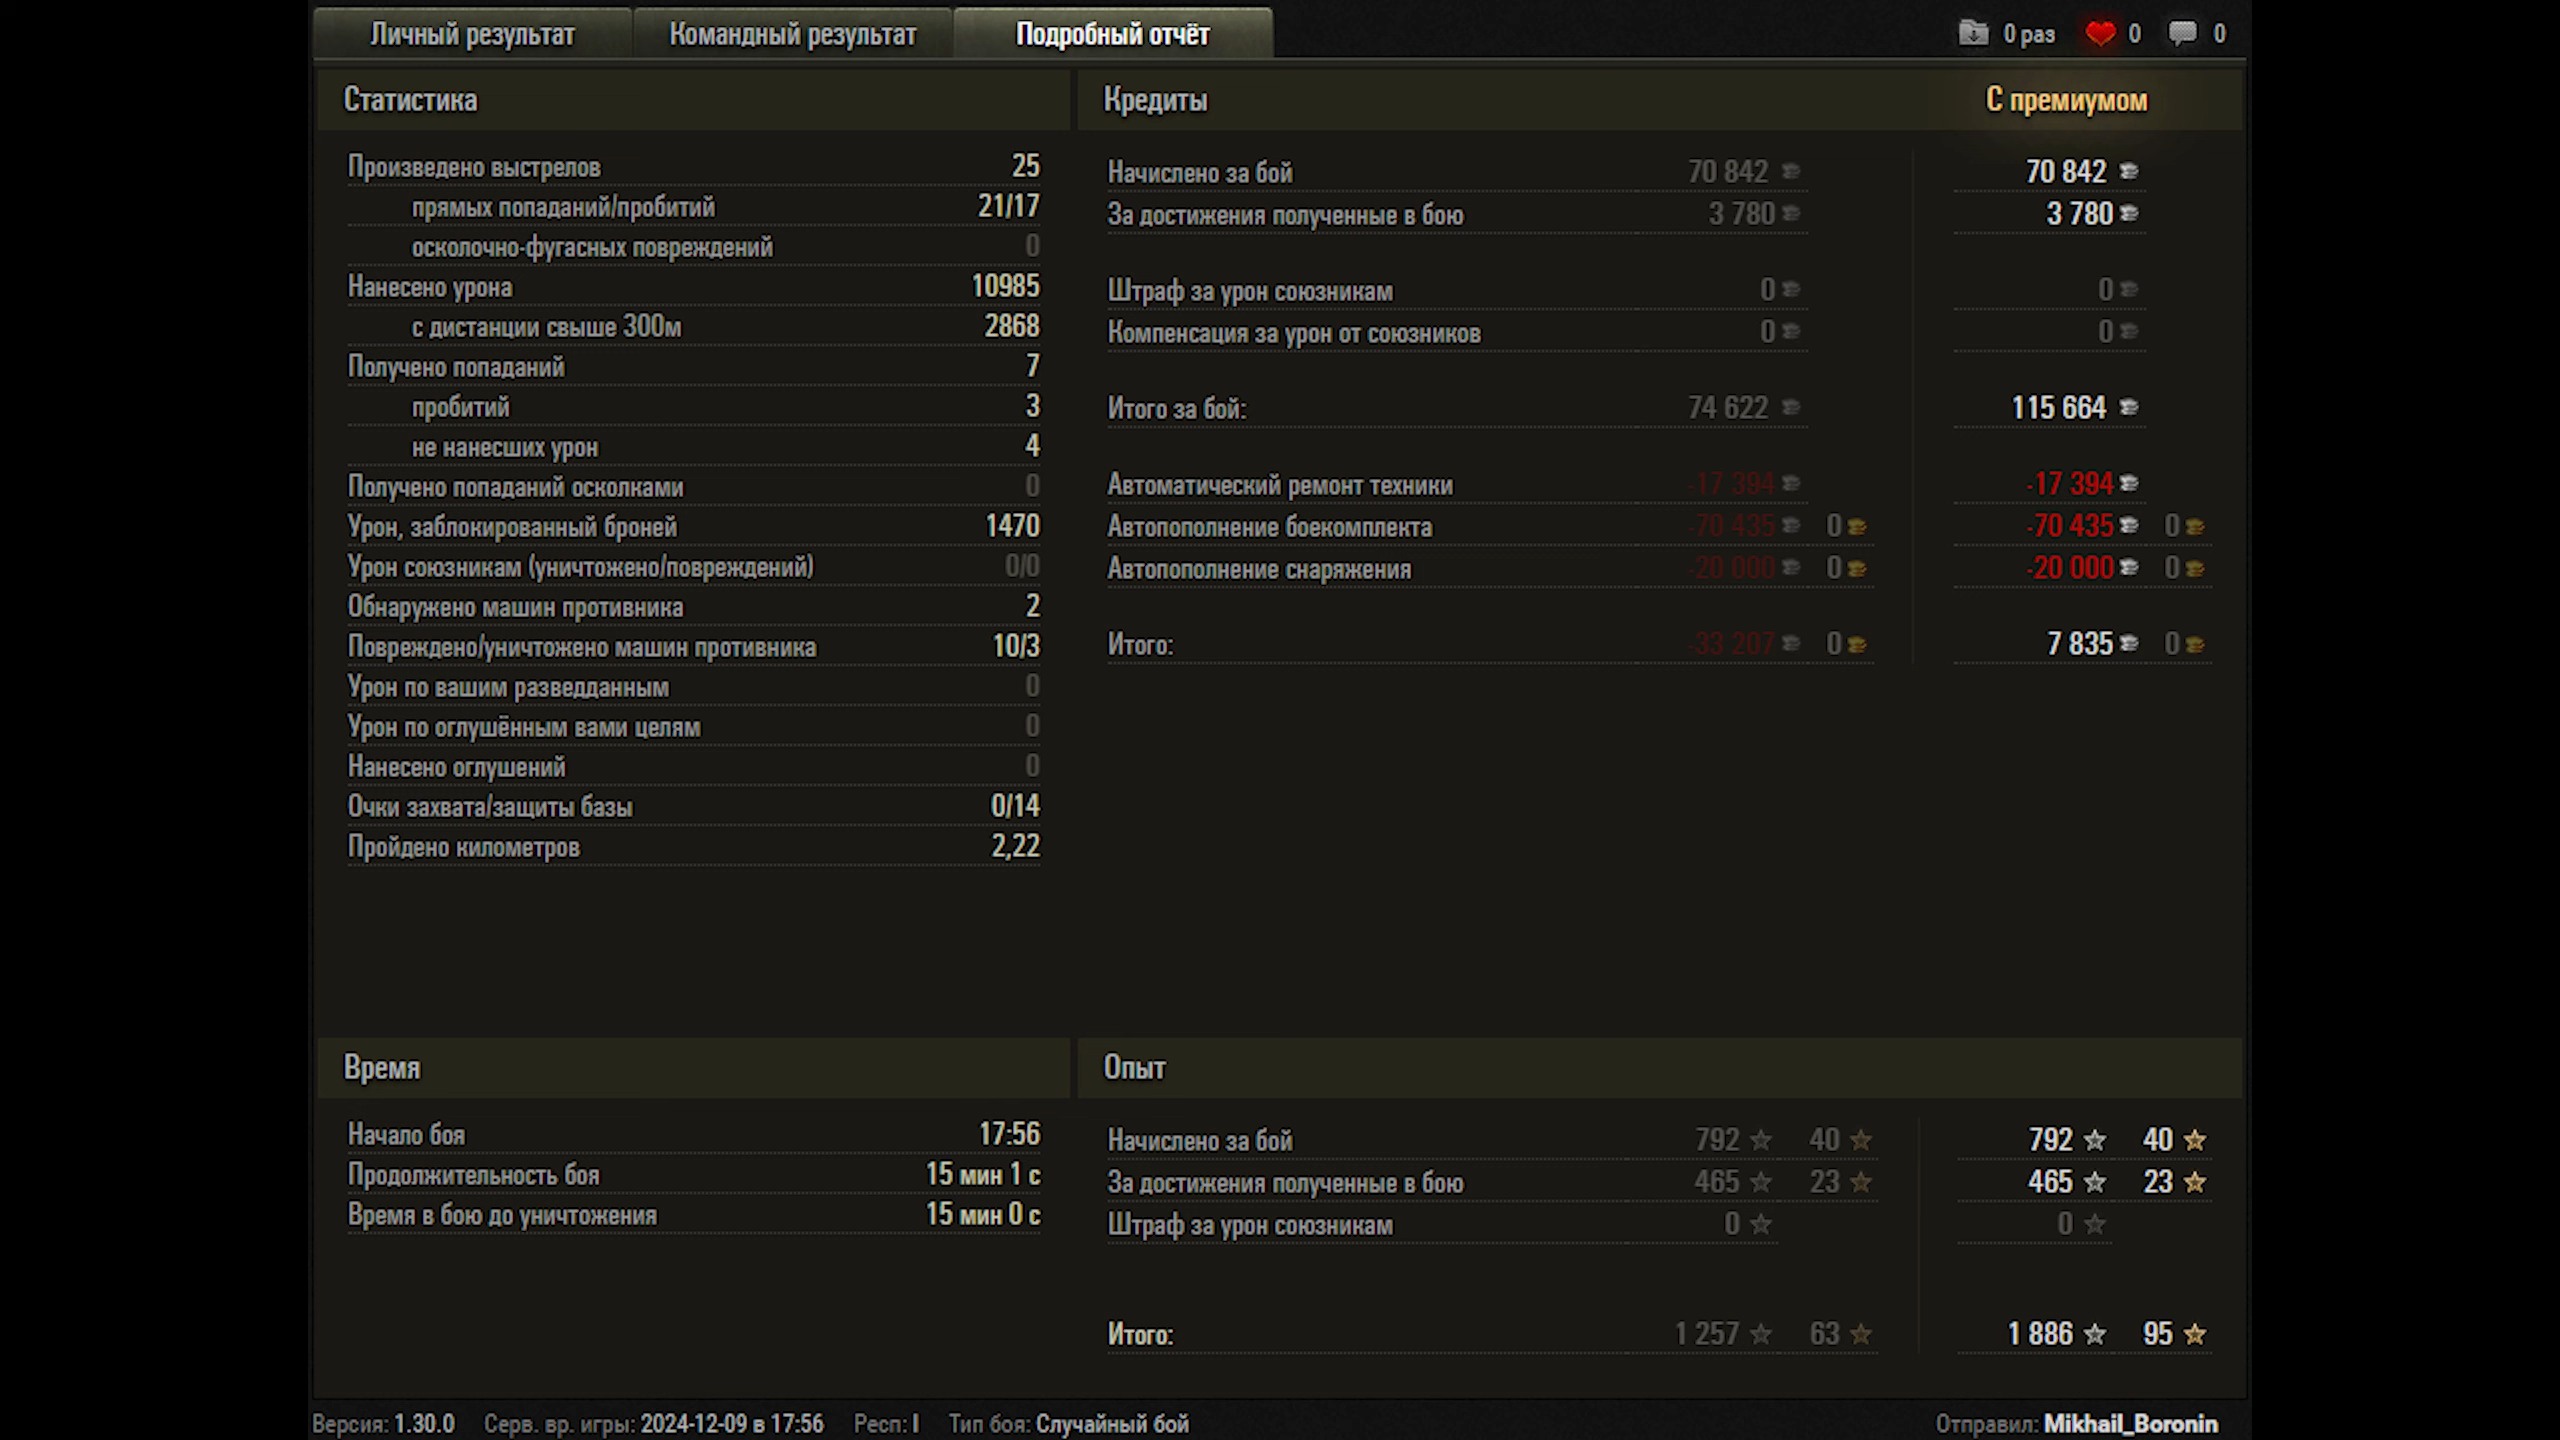 Личный результат Командный результат Подробный отчёт 0 раз 0 0
Статистика
Произведено выстрелов 25
прямых попаданий/пробитий 21/17
осколочно-фугасных повреждений 0
Нанесено урона 10985
с дистанции свыше 300м 2868
Получено попаданий 7
пробитий 3
не нанесших урон 4
Получено попаданий осколками 0
Урон, заблокированный броней 1470
Урон союзникам (уничтожено/повреждений) 0/0
Обнаружено машин противника 2
Повреждено/уничтожено машин противника 10/3
Урон по вашим разведданным 0
Урон по оглушённым вами целям 0
Нанесено оглушений 0
Очки захвата/защиты базы 0/14
Пройдено километров 2,22
Кредиты С премиумом
Начислено за бой 70 842 70 842
За достижения полученные в бою 3 780 3 780
Штраф за урон союзникам 0 0
Компенсация за урон от союзников 0 0
Итого за бой: 74 622 115 664
Автоматический ремонт техники -17 394 -17 394
Автопополнение боекомплекта -70 435 0 -70 435 0
Автопополнение снаряжения -20 000 0 -20 000 0
Итого: -33 207 0 7 835 0
Время
Начало боя 17:56
Продолжительность боя 15 мин 1 с
Время в бою до уничтожения 15 мин 0 с
Опыт
Начислено за бой 792 40 792 40
За достижения полученные в бою 465 23 465 23
Штраф за урон союзникам 0 0
Итого: 1 257 63 1 886 95
Версия: 1.30.0 Серв. вр. игры: 2024-12-09 в 17:56 Респ: I Тип боя: Случайный бой Отправил: Mikhail_Boronin